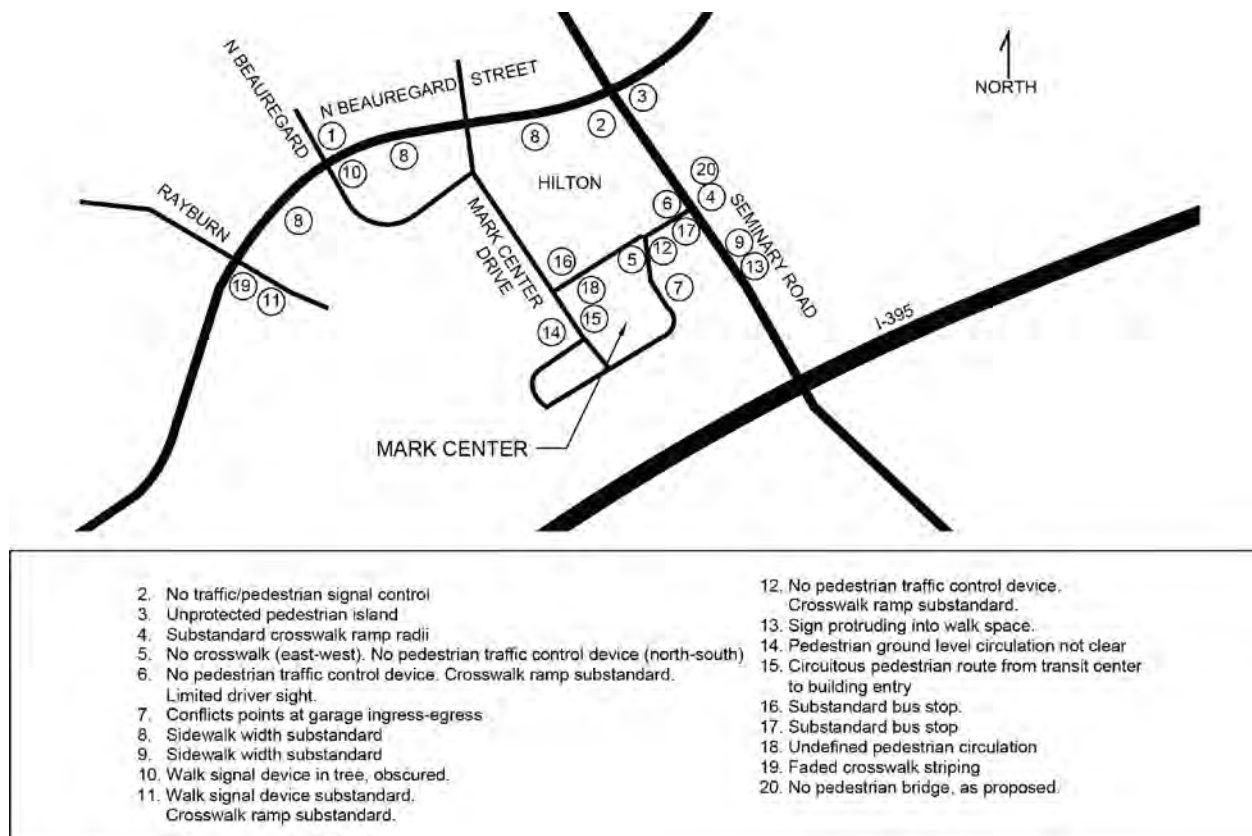 N BEAUREGARD
N BEAUREGARD STREET
NORTH
1
3
2
8
8
10
20
RAYBURN
HILTON
4
6
8
SEMINARY ROAD
17
9
12
5
16
13
MARK CENTER
DRIVE
19
11
18
7
15
14
I-395
MARK CENTER
2. No traffic/pedestrian signal control
3. Unprotected pedestrian island
4. Substandard crosswalk ramp radii
5. No crosswalk (east-west). No pedestrian traffic control device (north-south)
6. No pedestrian traffic control device. Crosswalk ramp substandard.
Limited driver sight.
7. Conflicts points at garage ingress-egress
8. Sidewalk width substandard
9. Sidewalk width substandard
10. Walk signal device in tree, obscured.
11. Walk signal device substandard.
Crosswalk ramp substandard.
12. No pedestrian traffic control device.
Crosswalk ramp substandard.
13. Sign protruding into walk space.
14. Pedestrian ground level circulation not clear
15. Circuitous pedestrian route from transit center
to building entry
16. Substandard bus stop.
17. Substandard bus stop
18. Undefined pedestrian circulation
19. Faded crosswalk striping
20. No pedestrian bridge, as proposed.